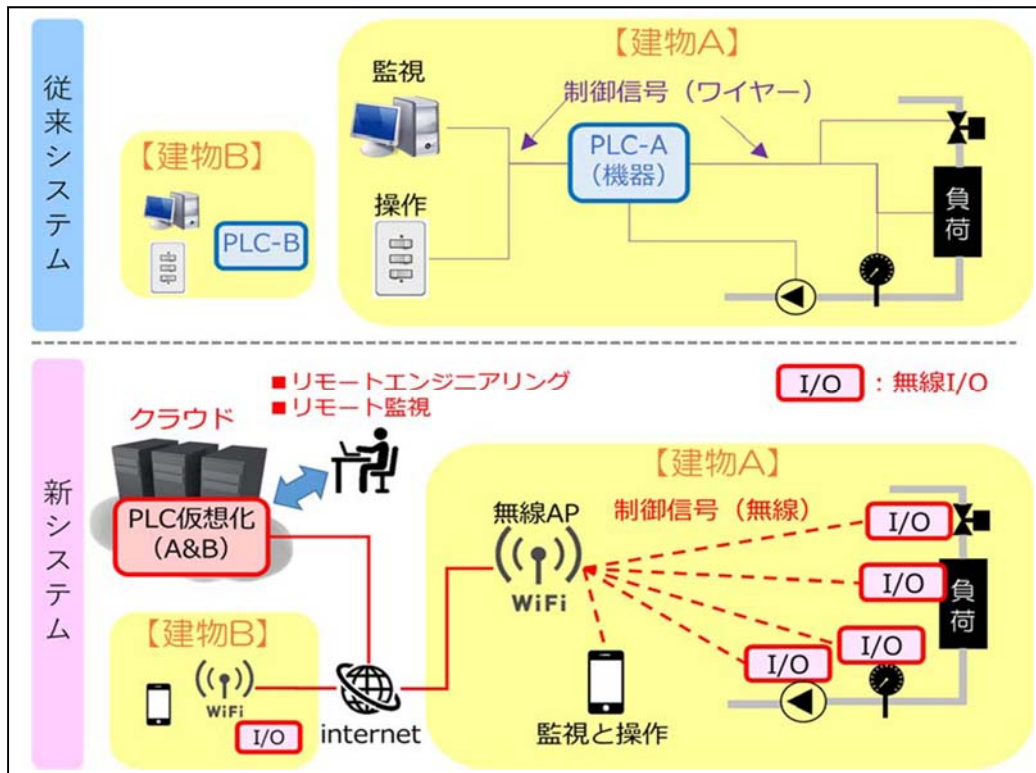 従来システム
【建物A】
監視
制御信号（ワイヤー）
PLC-A
（機器）
操作
負荷
【建物B】
PLC-B
新システム
■リモートエンジニアリング
■リモート監視
I/O：無線I/O
クラウド
PLC仮想化
（A&B）
【建物A】
無線AP
制御信号（無線）
WiFi
I/O
I/O
負荷
I/O
I/O
監視と操作
【建物B】
WiFi
I/O
internet